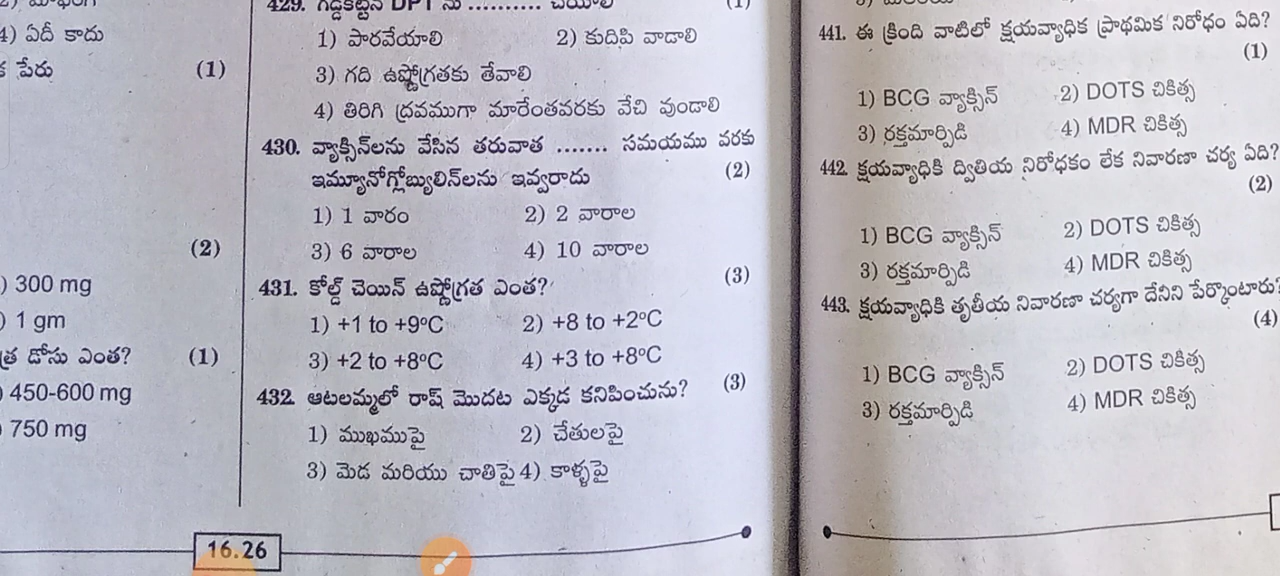 4) ఏదీ కాదు
క పేరు (1)
(2)
) 300 mg
) 1 gm
త్ర డోసు ఎంత? (1)
450-600 mg
750 mg
16.26
429. గడ్డకట్టిన DPT ను .......... చేయాలి (1)
1) పారవేయాలి 2) కుదిపి వాడాలి
3) గది ఉష్ణోగ్రతకు తేవాలి
4) తిరిగి ద్రవముగా మారేంతవరకు వేచి వుండాలి
430. వ్యాక్సిన్‌లను వేసిన తరువాత ....... సమయము వరకు
ఇమ్యూనోగ్లోబ్యులిన్‌లను ఇవ్వరాదు (2)
1) 1 వారం 2) 2 వారాల
3) 6 వారాల 4) 10 వారాల
431. కోల్డ్ చెయిన్ ఉష్ణోగ్రత ఎంత? (3)
1) +1 to +9°C 2) +8 to +2°C
3) +2 to +8°C 4) +3 to +8°C
432. ఆటలమ్మలో రాష్ మొదట ఎక్కడ కనిపించును? (3)
1) ముఖముపై 2) చేతులపై
3) మెడ మరియు చాతిపై 4) కాళ్ళపై
441. ఈ క్రింది వాటిలో క్షయవ్యాధిక ప్రాథమిక నిరోధం ఏది?
(1)
1) BCG వ్యాక్సిన్ 2) DOTS చికిత్స
3) రక్తమార్పిడి 4) MDR చికిత్స
442. క్షయవ్యాధికి ద్వితియ నిరోధకం లేక నివారణా చర్య ఏది?
(2)
1) BCG వ్యాక్సిన్ 2) DOTS చికిత్స
3) రక్తమార్పిడి 4) MDR చికిత్స
443. క్షయవ్యాధికి తృతీయ నివారణా చర్యగా దేనిని పేర్కొంటారు?
(4)
1) BCG వ్యాక్సిన్ 2) DOTS చికిత్స
3) రక్తమార్పిడి 4) MDR చికిత్స